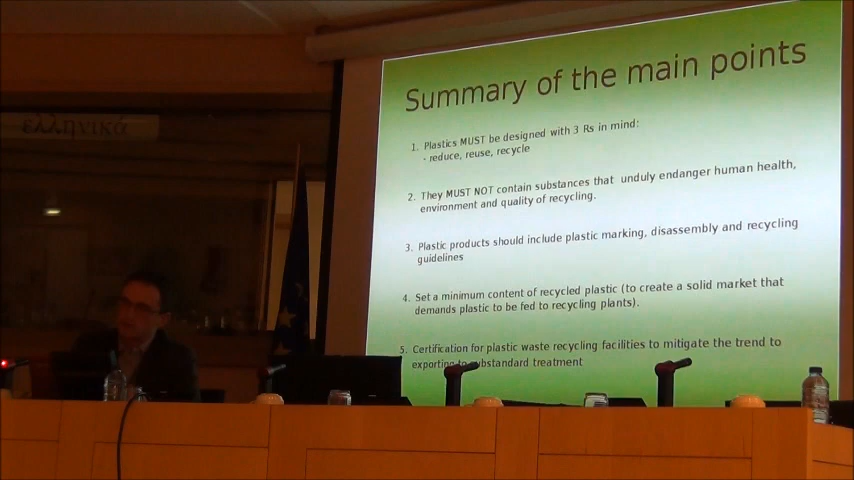 ελληνικά
Summary of the main points
1. Plastics MUST be designed with 3 Rs in mind:
- reduce, reuse, recycle
2. They MUST NOT contain substances that unduly endanger human health,
environment and quality of recycling.
3. Plastic products should include plastic marking, disassembly and recycling
guidelines
4. Set a minimum content of recycled plastic (to create a solid market that
demands plastic to be fed to recycling plants).
5. Certification for plastic waste recycling facilities to mitigate the trend to
exporting to substandard treatment